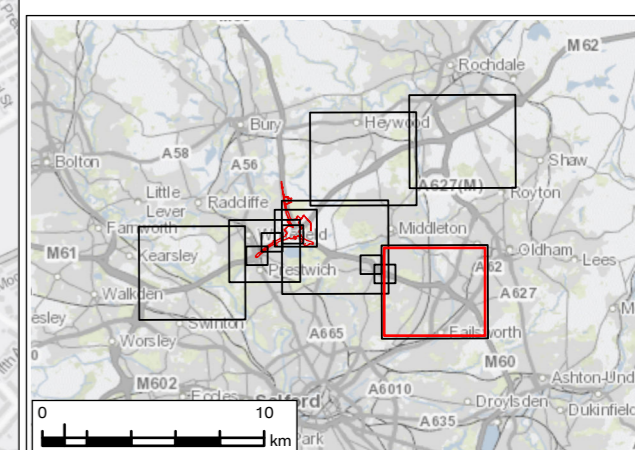 M62
Rochdale
Bury
Heywood
Bolton
A58
A56
Shaw
A627(M)
Royton
Little
Lever
Radcliffe
Farnworth
Middleton
M61
Kearsley
Oldham
Lees
Prestwich
A62
Walkden
A627
Swinton
Failsworth
A665
Worsley
M60
M602
Eccles
Salford
A6010
Ashton-Und
Droylsden
Dukinfield
A635
Park
0
10
km